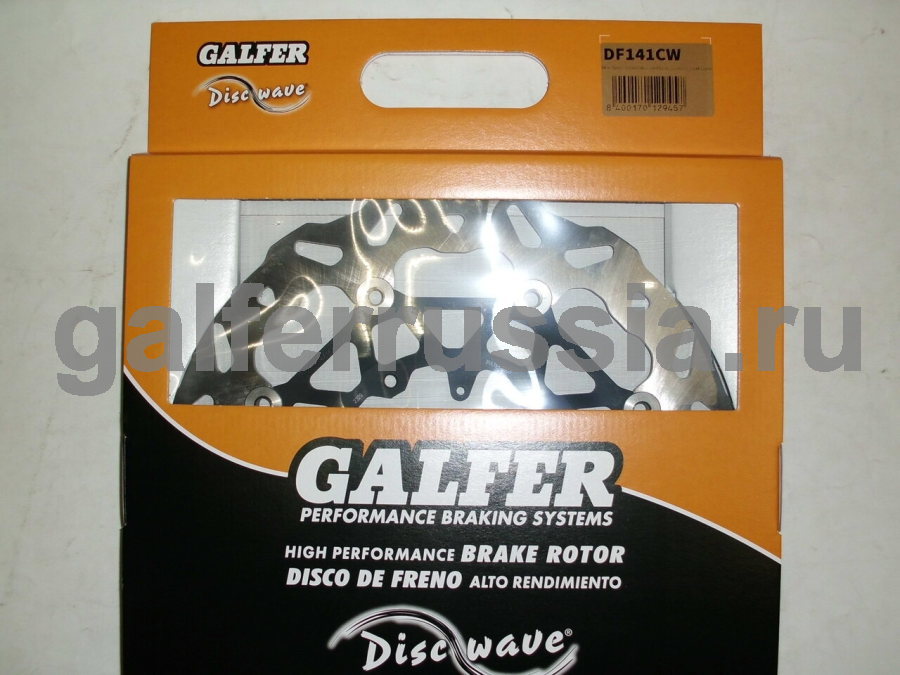 GALFER
Disc wave
DF141CW
8 400170 129457
galferrussia.ru
GALFER
PERFORMANCE BRAKING SYSTEMS
HIGH PERFORMANCE BRAKE ROTOR
DISCO DE FRENO ALTO RENDIMIENTO
Disc wave®